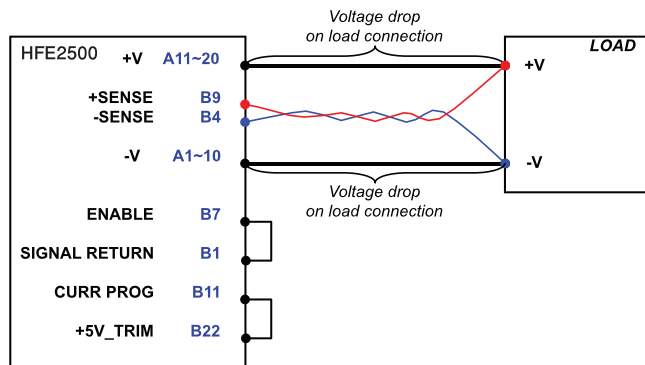 Voltage drop
on load connection
HFE2500
LOAD
+V A11~20
+V
+SENSE B9
-SENSE B4
-V A1~10
-V
Voltage drop
on load connection
ENABLE B7
SIGNAL RETURN B1
CURR PROG B11
+5V_TRIM B22